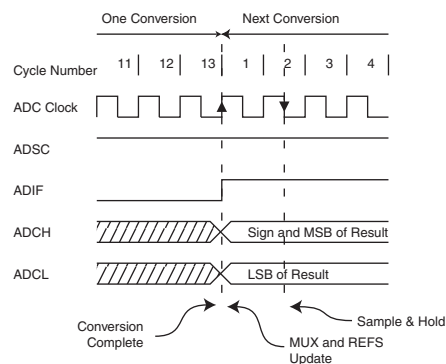 One Conversion Next Conversion
Cycle Number 11 12 13 1 2 3 4
ADC Clock
ADSC
ADIF
ADCH Sign and MSB of Result
ADCL LSB of Result
Sample & Hold
Conversion
Complete
MUX and REFS
Update